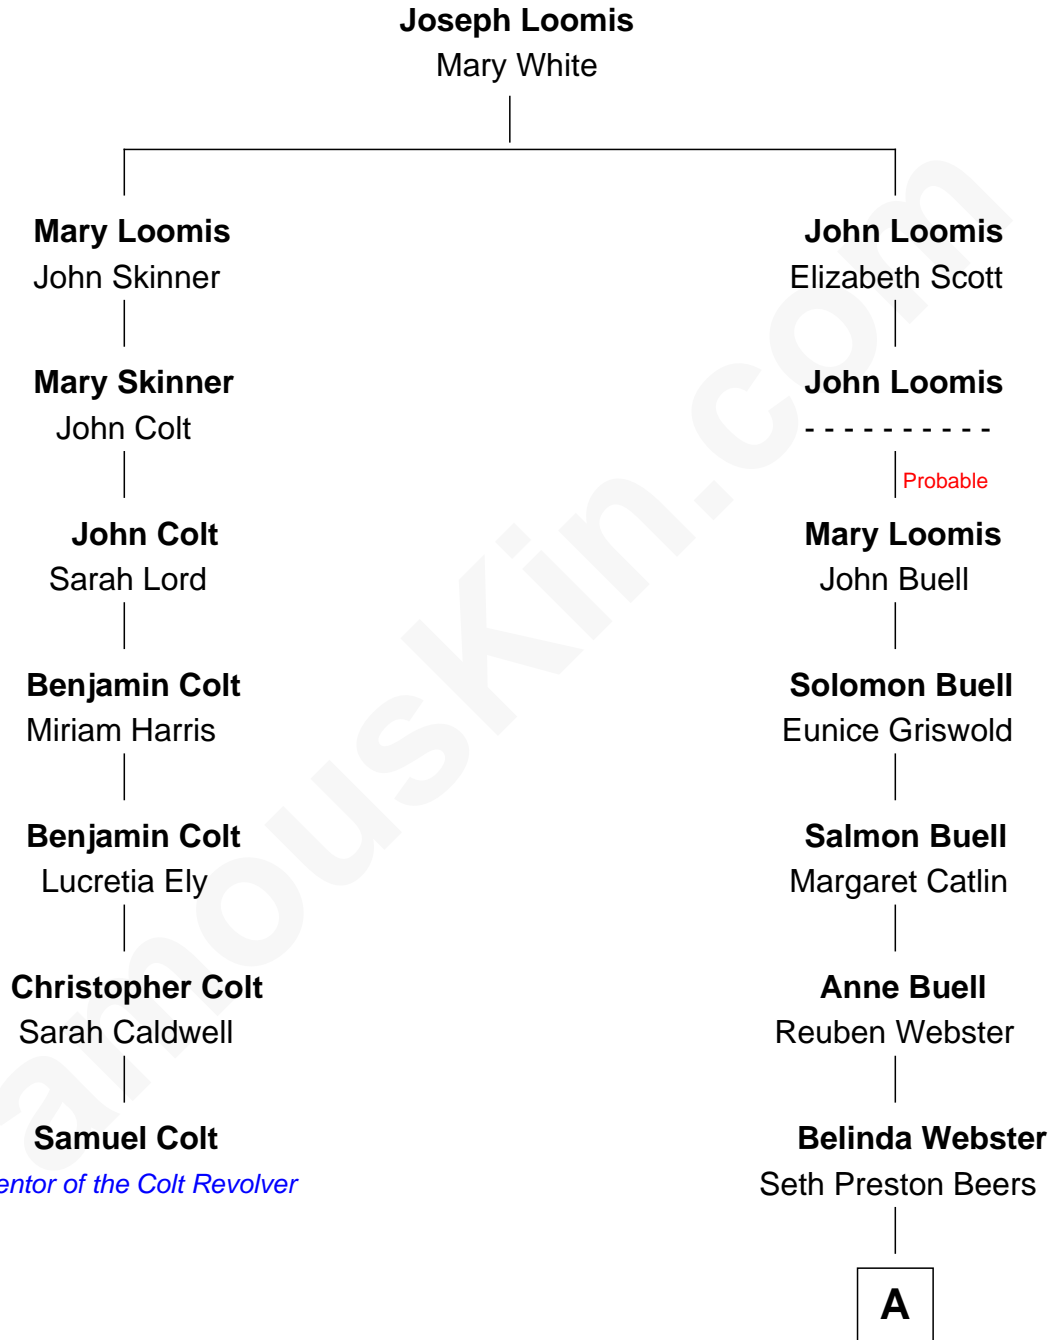 Joseph Loomis
Mary White
Mary Loomis
John Skinner
John Loomis
Elizabeth Scott
Mary Skinner
John Colt
John Loomis
- - - - - - - - - -
Probable
John Colt
Sarah Lord
Mary Loomis
John Buell
Benjamin Colt
Miriam Harris
Solomon Buell
Eunice Griswold
Benjamin Colt
Lucretia Ely
Salmon Buell
Margaret Catlin
Christopher Colt
Sarah Caldwell
Anne Buell
Reuben Webster
Samuel Colt
entor of the Colt Revolver
Belinda Webster
Seth Preston Beers
A
amousKin.com